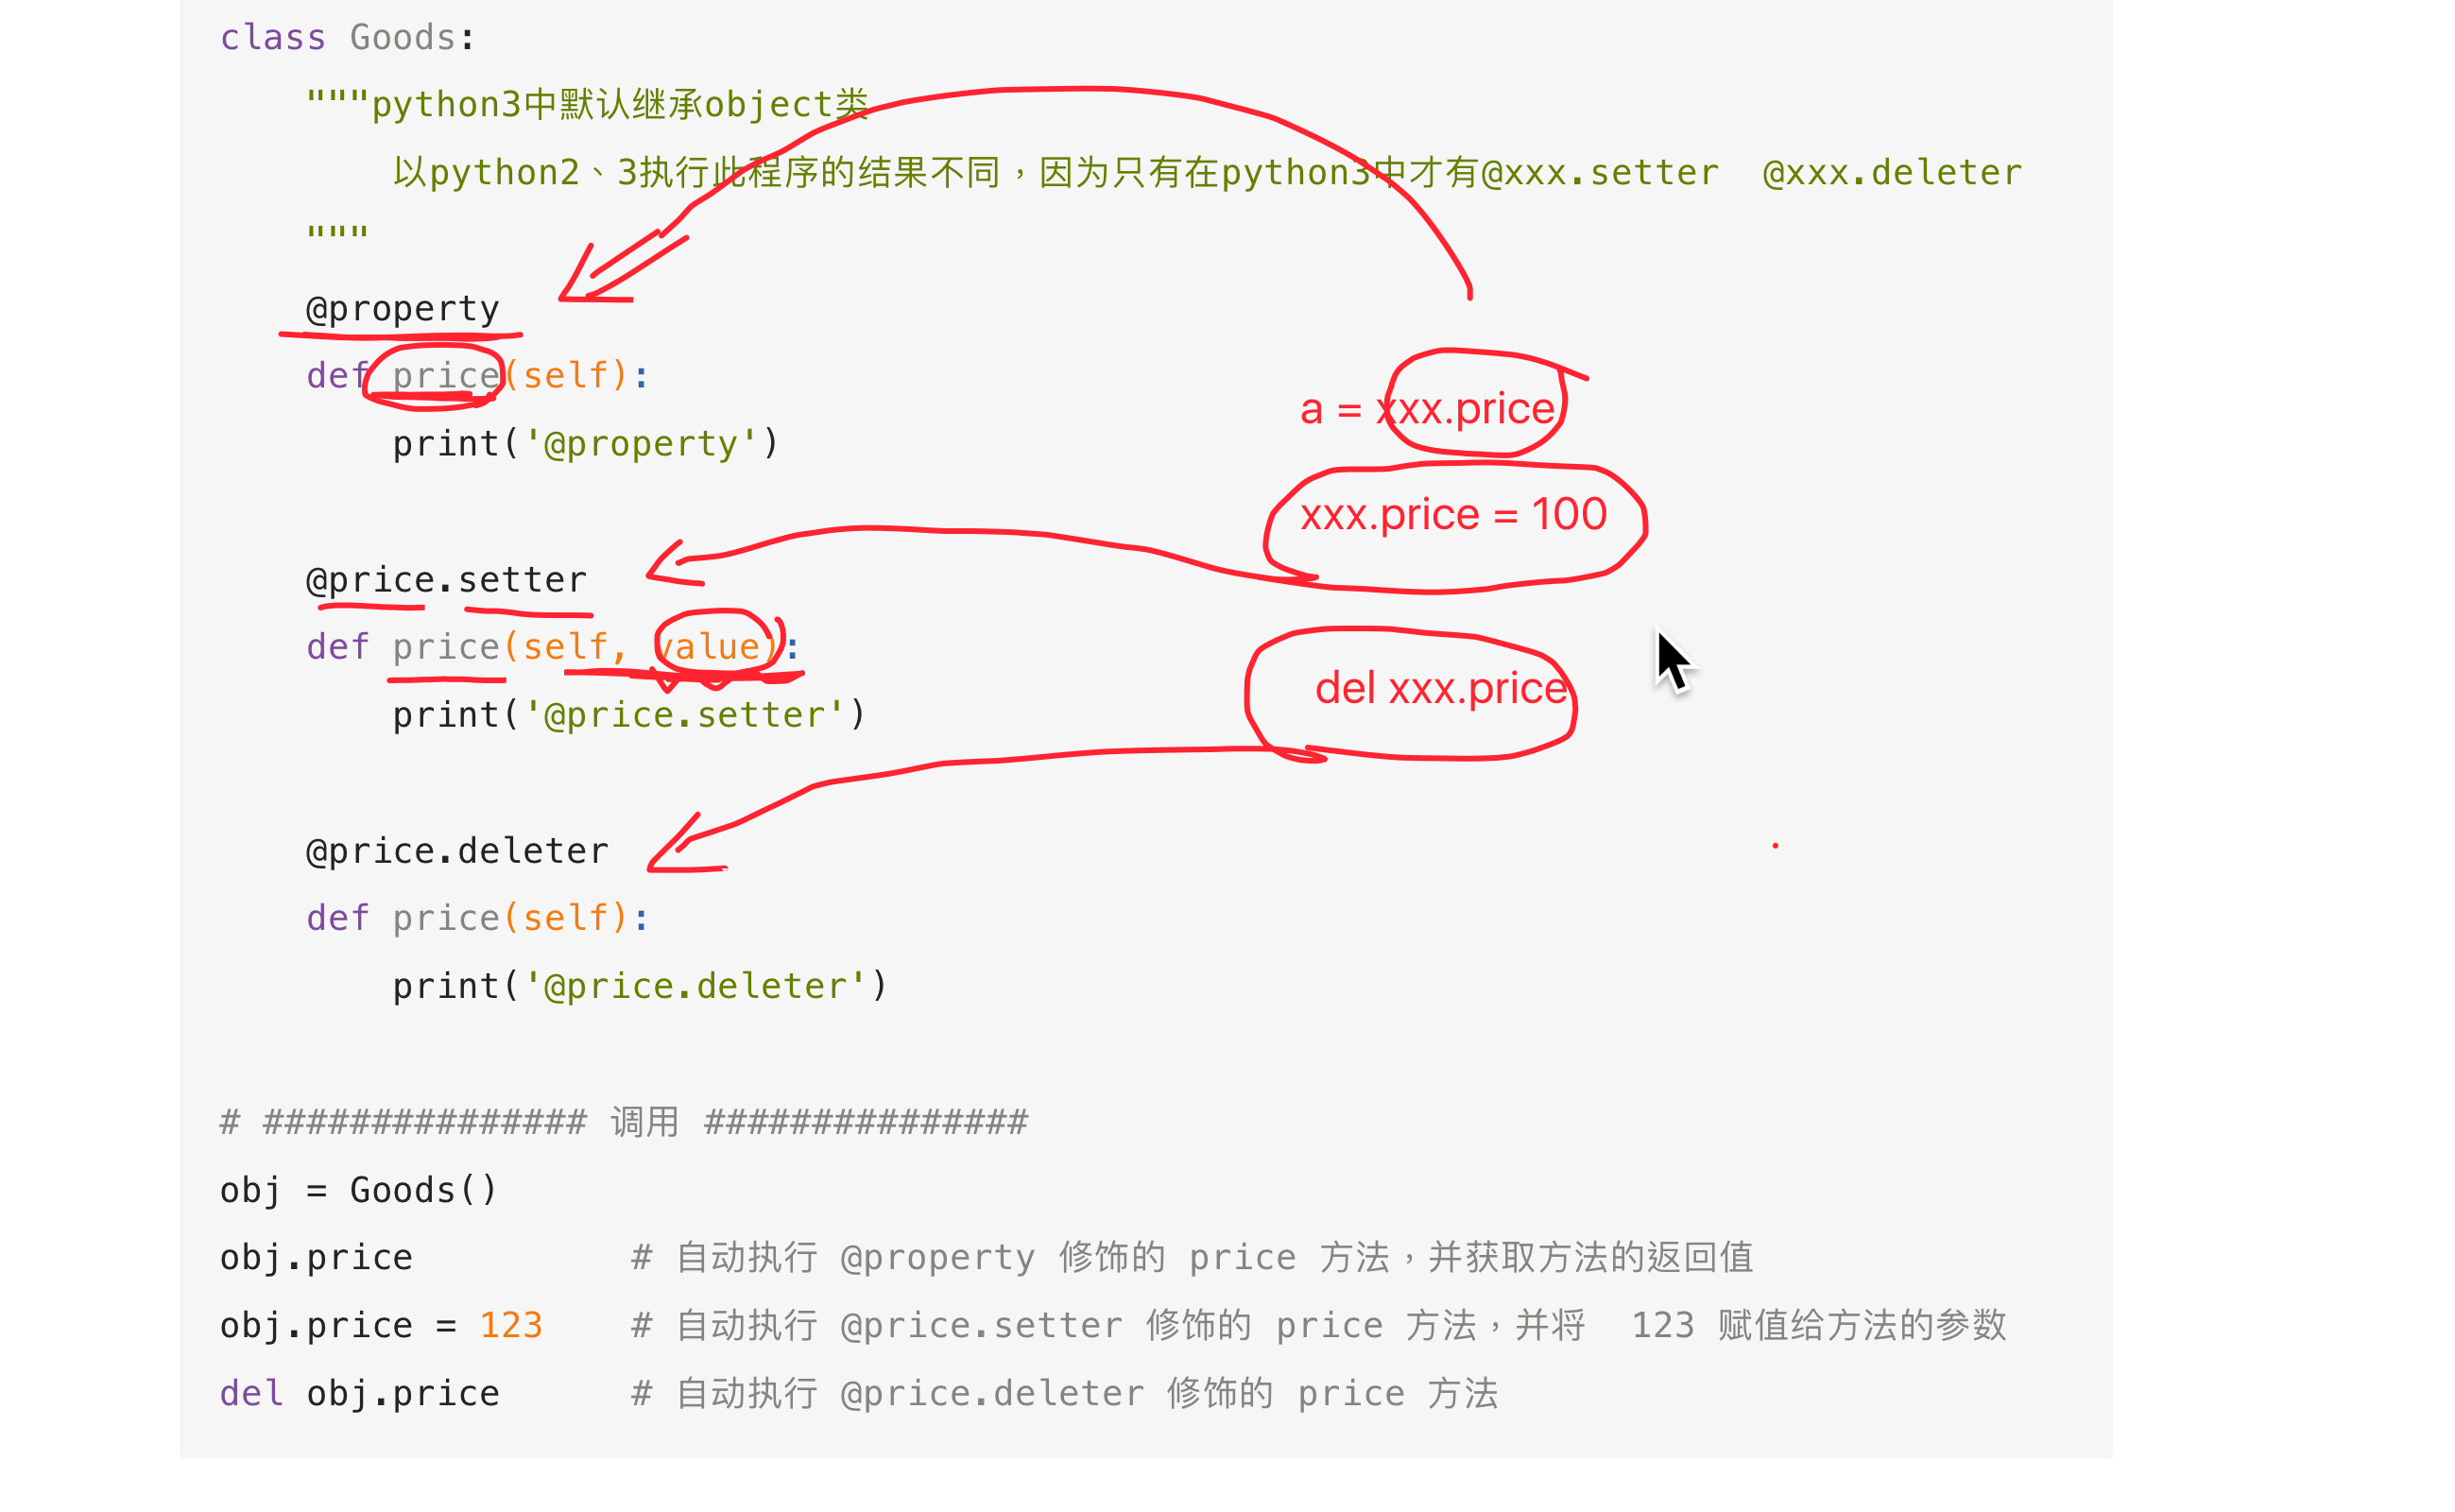 class Goods:
"""python3中默认继承object类
以python2、3执行此程序的结果不同，因为只有在python3中才有@xxx.setter  @xxx.deleter
"""
@property
def price(self):
print('@property')
a = xxx.price
xxx.price = 100
@price.setter
def price(self, value):
print('@price.setter')
del xxx.price
@price.deleter
def price(self):
print('@price.deleter')
# ############### 调用 ###############
obj = Goods()
obj.price          # 自动执行 @property 修饰的 price 方法，并获取方法的返回值
obj.price = 123    # 自动执行 @price.setter 修饰的 price 方法，并将  123 赋值给方法的参数
del obj.price      # 自动执行 @price.deleter 修饰的 price 方法